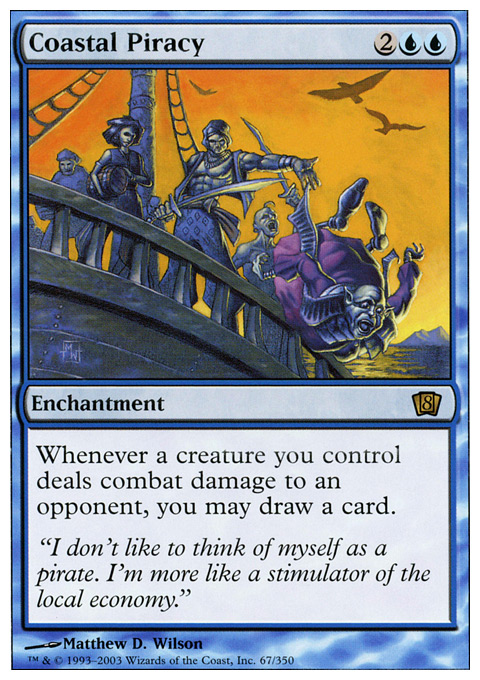 Coastal Piracy 2
Enchantment 8
Whenever a creature you control
deals combat damage to an
opponent, you may draw a card.
“I don’t like to think of myself as a
pirate. I’m more like a stimulator of the
local economy.”
Matthew D. Wilson
™ & © 1993–2003 Wizards of the Coast, Inc. 67/350